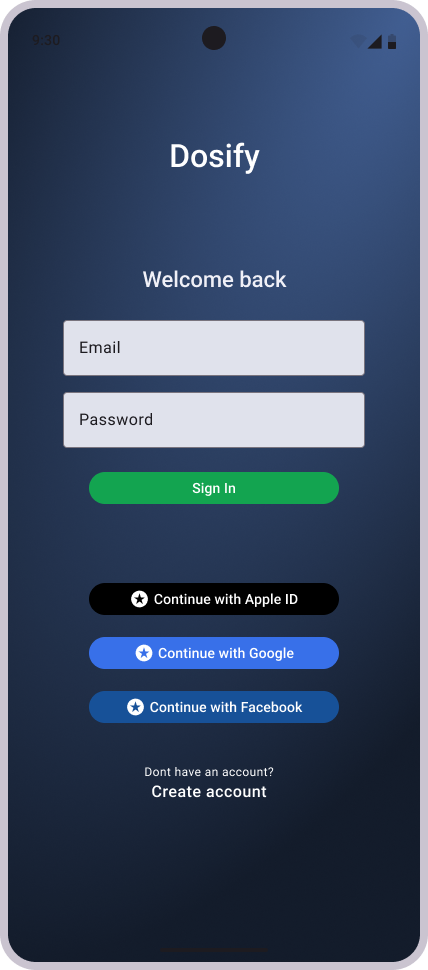 9:30
Dosify
Welcome back
Email
Password
Sign In
Continue with Apple ID
Continue with Google
Continue with Facebook
Dont have an account?
Create account